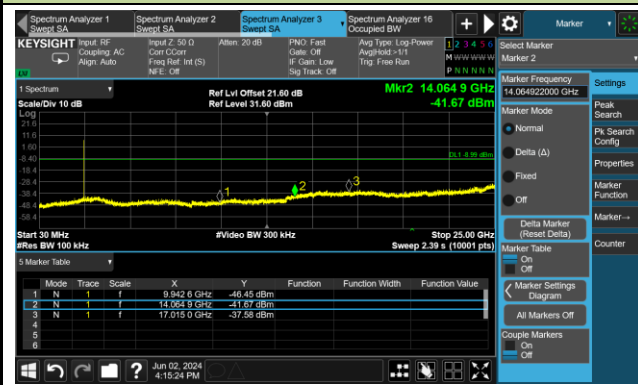 Spectrum Analyzer 1
Swept SA
Spectrum Analyzer 2
Swept SA
Spectrum Analyzer 3
Swept SA
Spectrum Analyzer 16
Occupied BW
Marker
KEYSIGHT
Input: RF
Coupling: AC
Align: Auto
Input Z: 50 Ω
Corr CCorr
Freq Ref: Int (S)
NFE: Off
Atten: 20 dB
PNO: Fast
Gate: Off
IF Gain: Low
Sig Track: Off
Avg Type: Log-Power
Avg|Hold:>1/1
Trig: Free Run
1 2 3 4 5 6
M W W W W W
P N N N N N
LXI
1 Spectrum
Scale/Div 10 dB
Ref Lvl Offset 21.60 dB
Ref Level 31.60 dBm
Mkr2 14.064 9 GHz
-41.67 dBm
Log
21.6
11.6
1.60
-8.40
-18.4
-28.4
-38.4
-48.4
-58.4
DL1 -8.99 dBm
1
2
3
Start 30 MHz
#Video BW 300 kHz
Stop 25.00 GHz
#Res BW 100 kHz
Sweep 2.39 s (10001 pts)
5 Marker Table
Mode Trace Scale X Y Function Function Width Function Value
1 N 1 f 9.942 6 GHz -46.45 dBm
2 N 1 f 14.064 9 GHz -41.67 dBm
3 N 1 f 17.015 0 GHz -37.58 dBm
4
5
6
Jun 02, 2024
4:15:24 PM
Select Marker
Marker 2
Marker Frequency
14.064922000 GHz
Marker Mode
Normal
Delta (Δ)
Fixed
Off
Delta Marker
(Reset Delta)
Marker Table
On
Off
Marker Settings
Diagram
All Markers Off
Couple Markers
On
Off
Settings
Peak
Search
Pk Search
Config
Properties
Marker
Function
Marker→
Counter